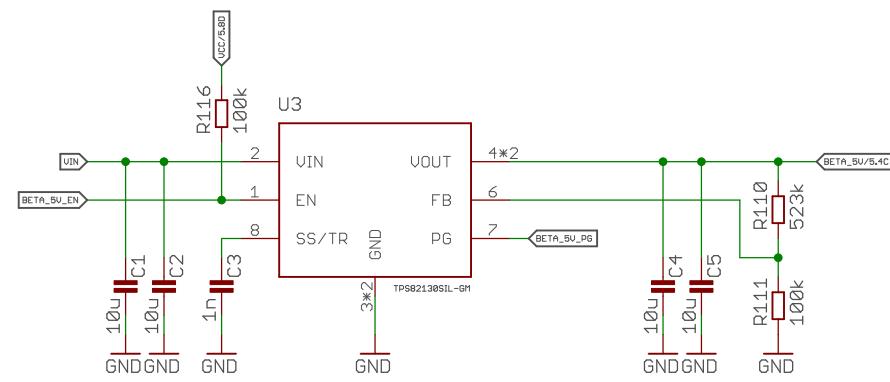 VCC/5.8D
R116
100k
U3
VIN
2
VIN
VOUT
4*2
BETA_5V/5.4C
BETA_5V_EN
1
EN
FB
6
R110
523k
8
SS/TR
GND
PG
7
BETA_5V_PG
3*2
TPS82130SIL-GM
C1
10u
C2
10u
C3
1n
C4
10u
C5
10u
R111
100k
GND
GND
GND
GND
GND
GND
GND